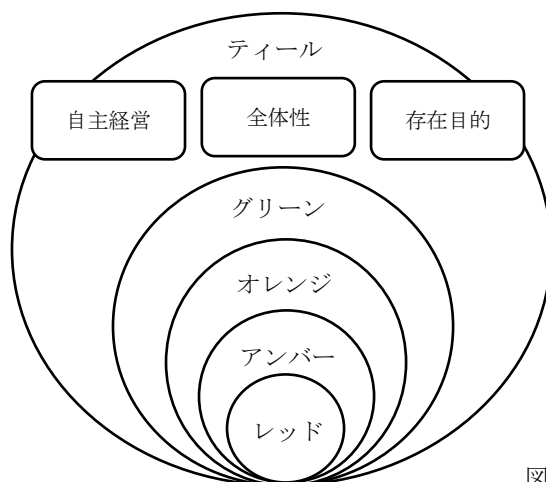 ティール
自主経営 全体性 存在目的
グリーン
オレンジ
アンバー
レッド
図